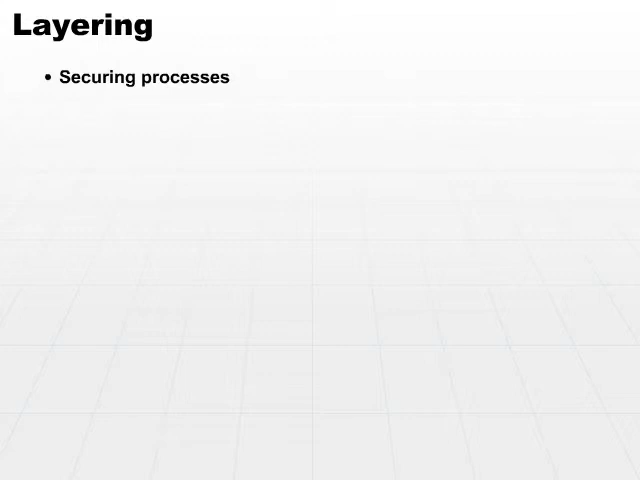 Layering
• Securing processes